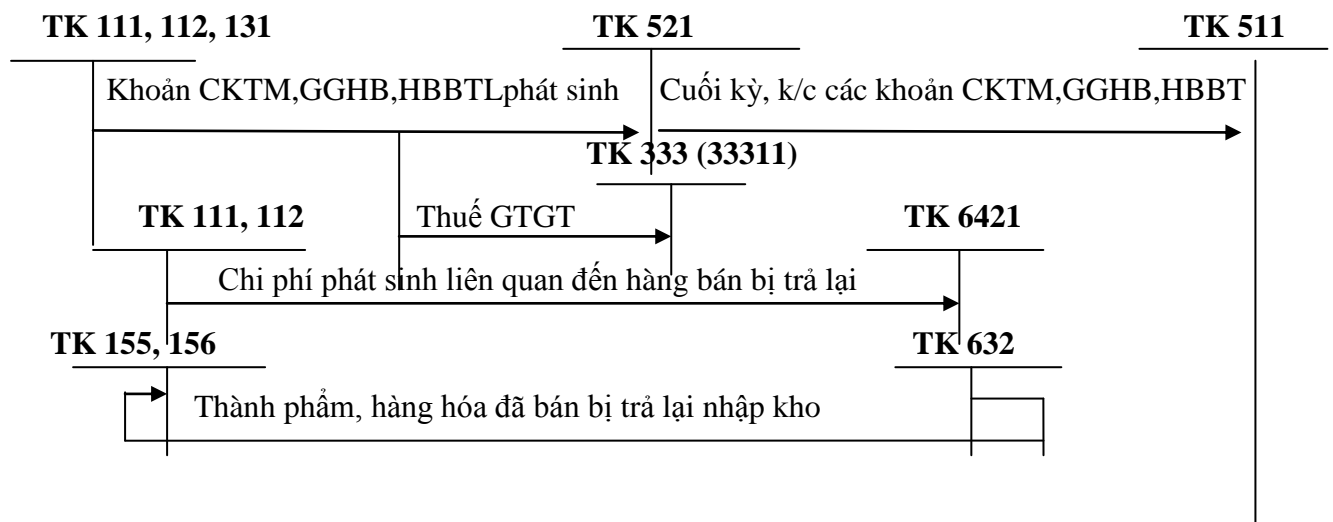 TK 111, 112, 131 TK 521 TK 511
Khoản CKTM,GGHB,HBBTLphát sinh Cuối kỳ, k/c các khoản CKTM,GGHB,HBBT
TK 333 (33311)
TK 111, 112 Thuế GTGT TK 6421
Chi phí phát sinh liên quan đến hàng bán bị trả lại
TK 155, 156 TK 632
Thành phẩm, hàng hóa đã bán bị trả lại nhập kho